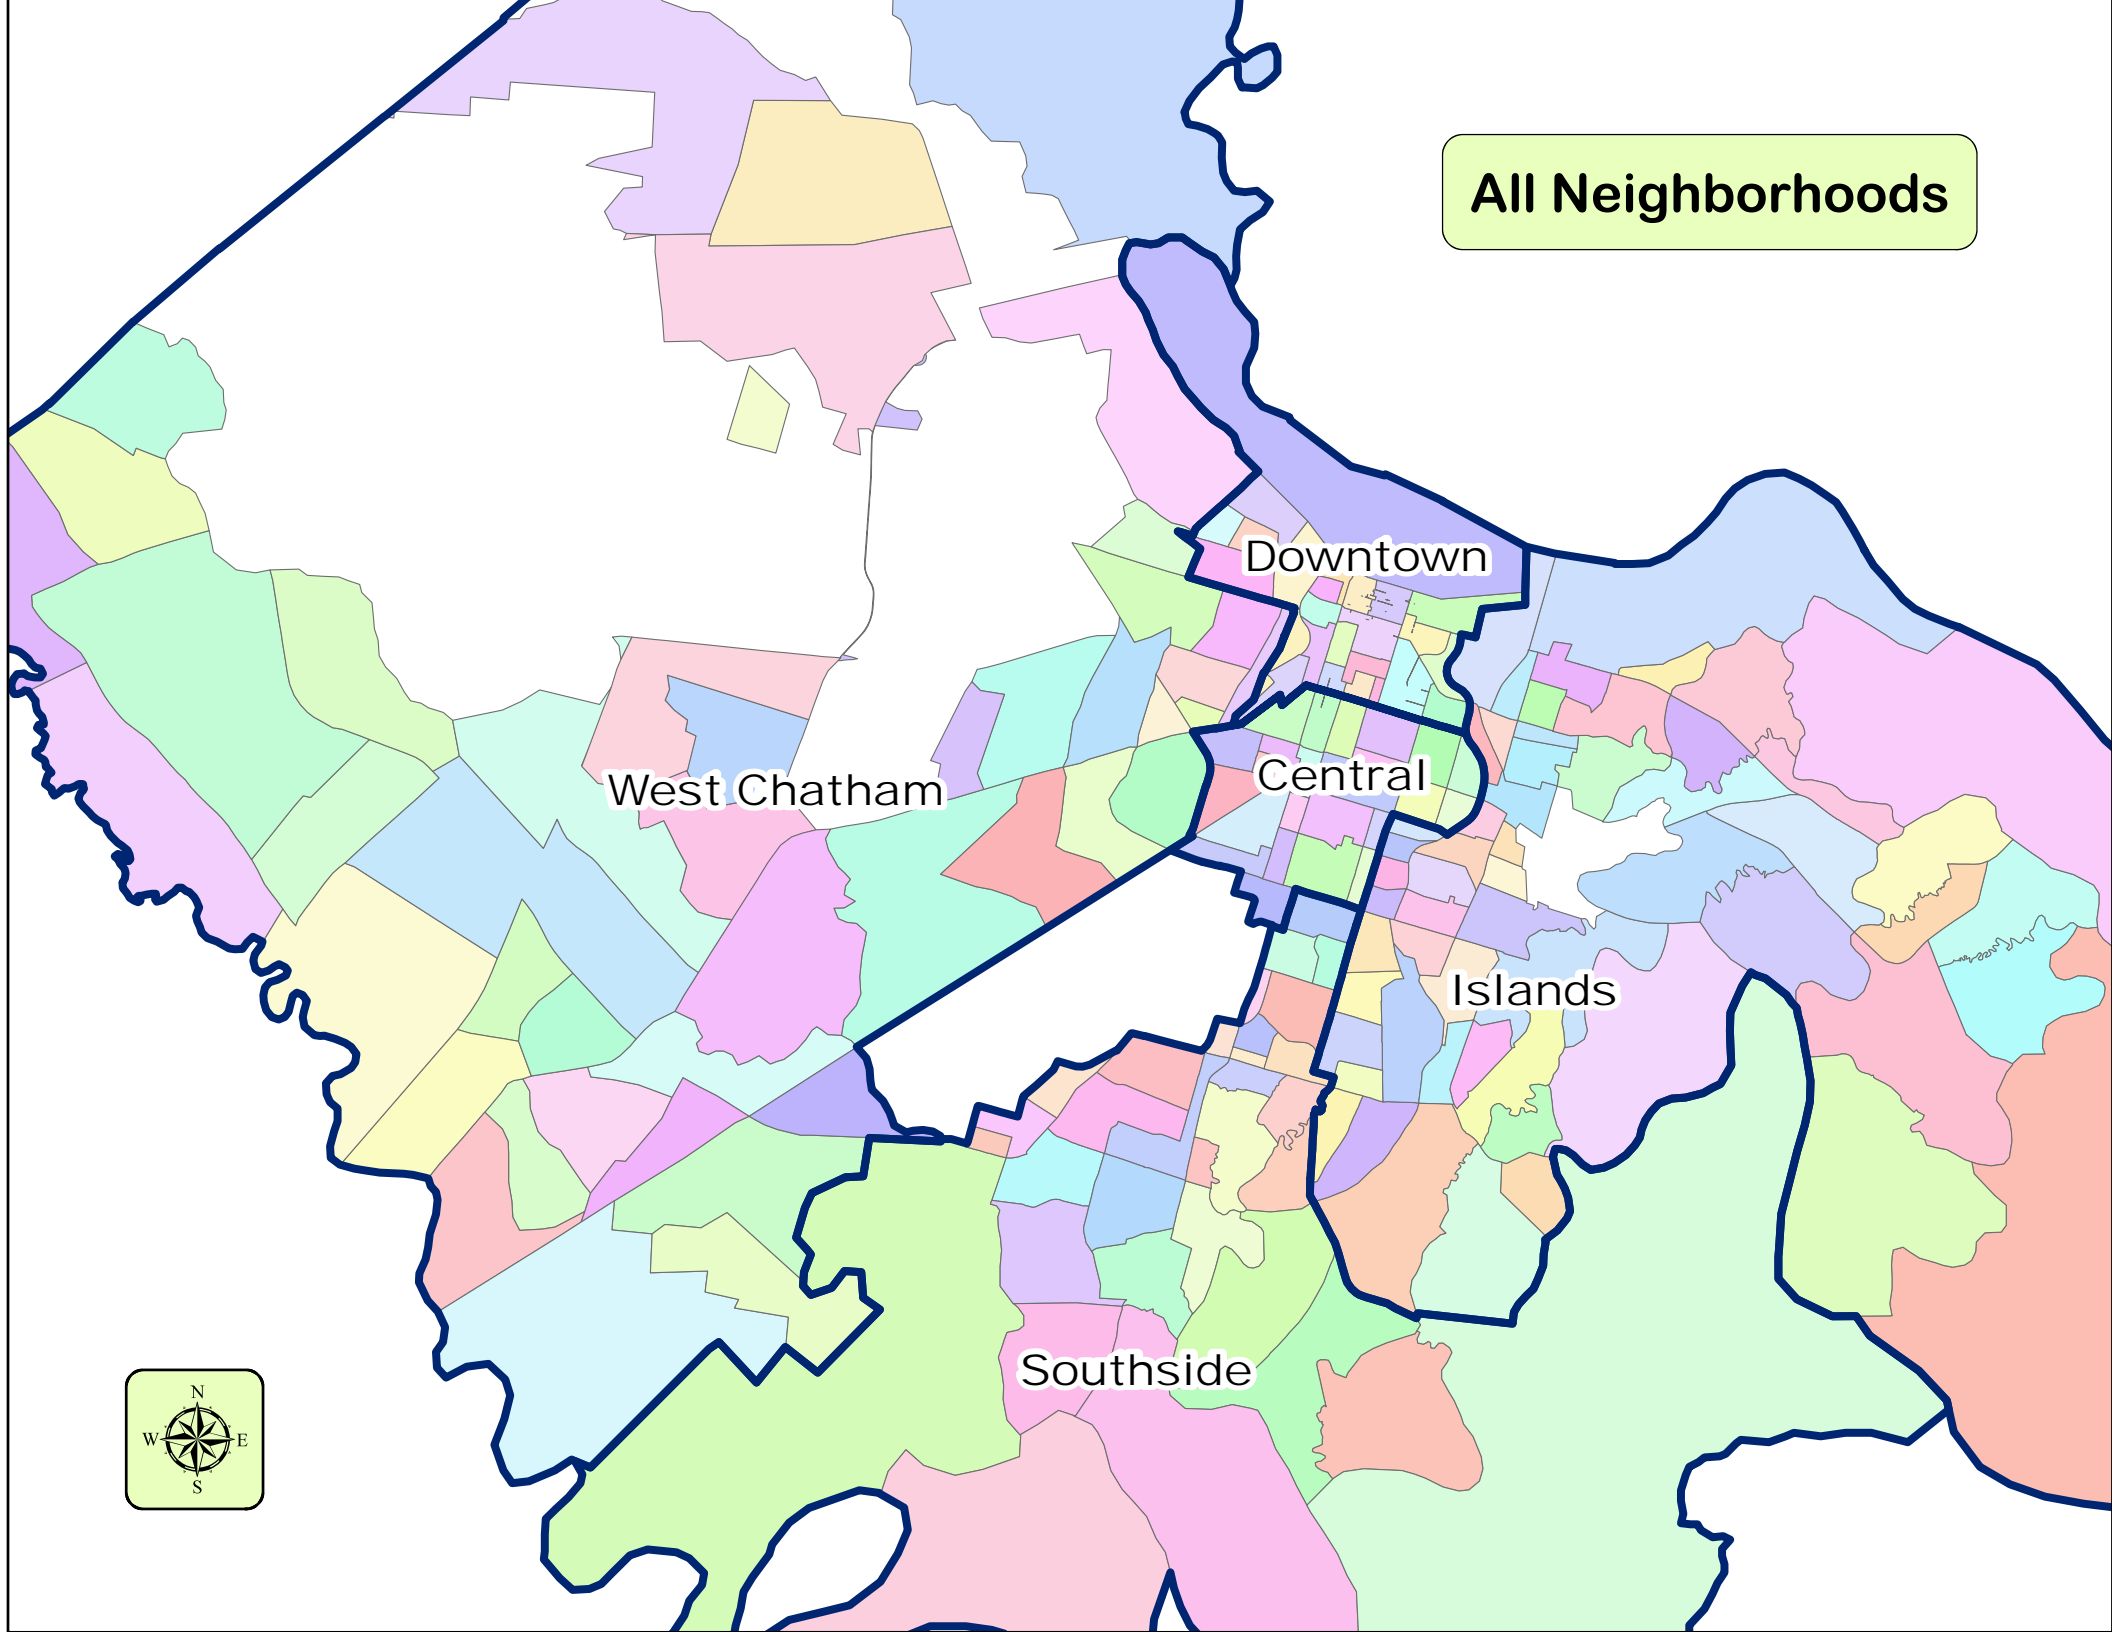 All Neighborhoods
Downtown
Central
West Chatham
Islands
Southside
N
W E
S